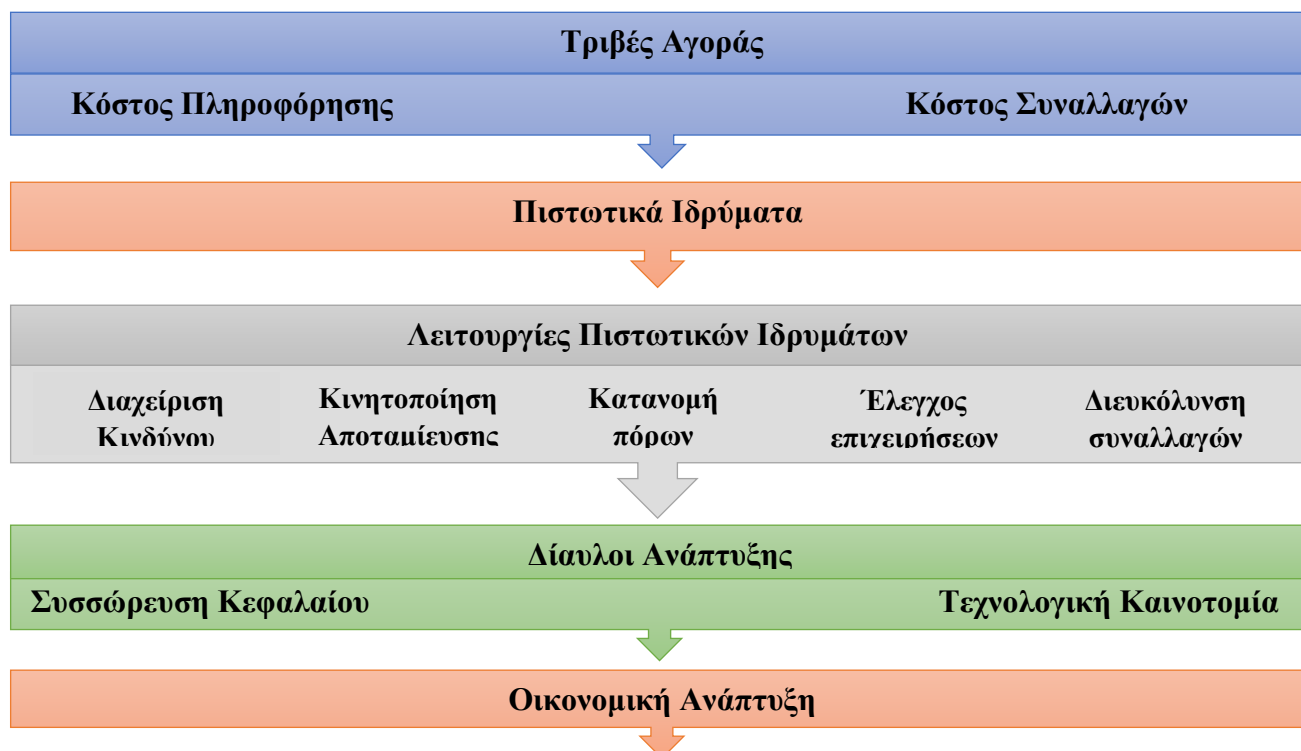 Τριβές Αγοράς
Κόστος Πληροφόρησης Κόστος Συναλλαγών
Πιστωτικά Ιδρύματα
Λειτουργίες Πιστωτικών Ιδρυμάτων
Διαχείριση
Κινδύνου
Κινητοποίηση
Αποταμίευσης
Κατανομή
πόρων
Έλεγχος
επιχειρήσεων
Διευκόλυνση
συναλλαγών
Δίαυλοι Ανάπτυξης
Συσσώρευση Κεφαλαίου Τεχνολογική Καινοτομία
Οικονομική Ανάπτυξη